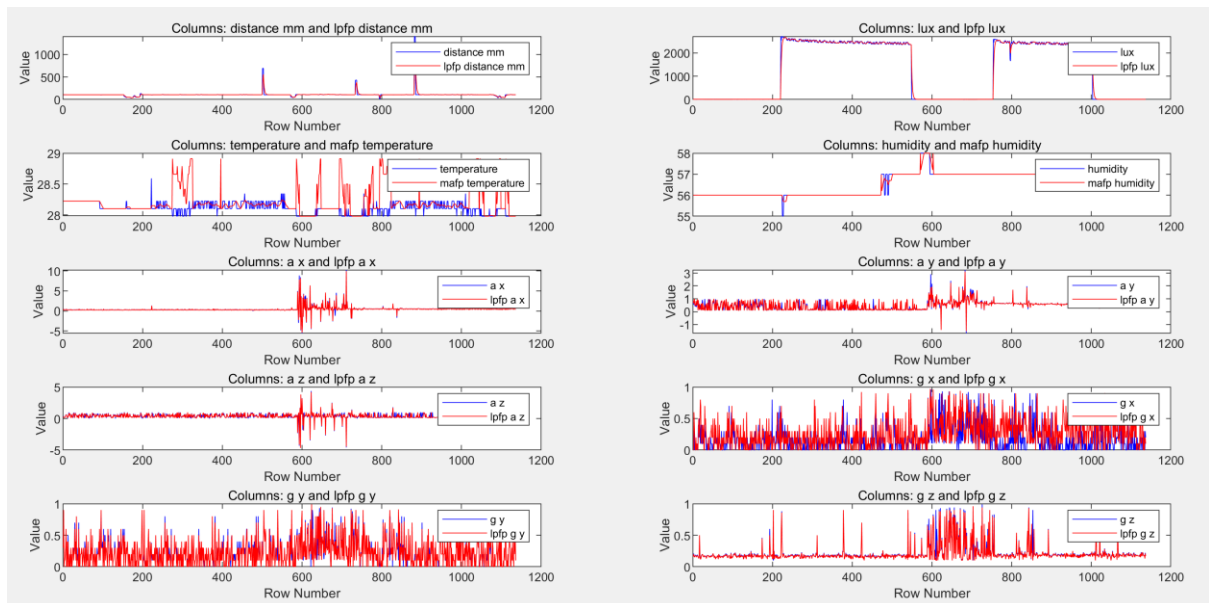 Columns: distance mm and lpfp distance mm
Value
1000
500
0
distance mm
lpfp distance mm
0 200 400 600 800 1000 1200
Row Number
Columns: lux and lpfp lux
Value
2000
1000
0
lux
lpfp lux
0 200 400 600 800 1000 1200
Row Number
Columns: temperature and mafp temperature
Value
29
28.5
28
temperature
mafp temperature
0 200 400 600 800 1000 1200
Row Number
Columns: humidity and mafp humidity
Value
58
57
56
55
humidity
mafp humidity
0 200 400 600 800 1000 1200
Row Number
Columns: a x and lpfp a x
Value
10
5
0
-5
a x
lpfp a x
0 200 400 600 800 1000 1200
Row Number
Columns: a y and lpfp a y
Value
3
2
1
0
-1
a y
lpfp a y
0 200 400 600 800 1000 1200
Row Number
Columns: a z and lpfp a z
Value
5
0
-5
a z
lpfp a z
0 200 400 600 800 1000 1200
Row Number
Columns: g x and lpfp g x
Value
1
0.5
0
g x
lpfp g x
0 200 400 600 800 1000 1200
Row Number
Columns: g y and lpfp g y
Value
1
0.5
0
g y
lpfp g y
0 200 400 600 800 1000 1200
Row Number
Columns: g z and lpfp g z
Value
1
0.5
0
g z
lpfp g z
0 200 400 600 800 1000 1200
Row Number